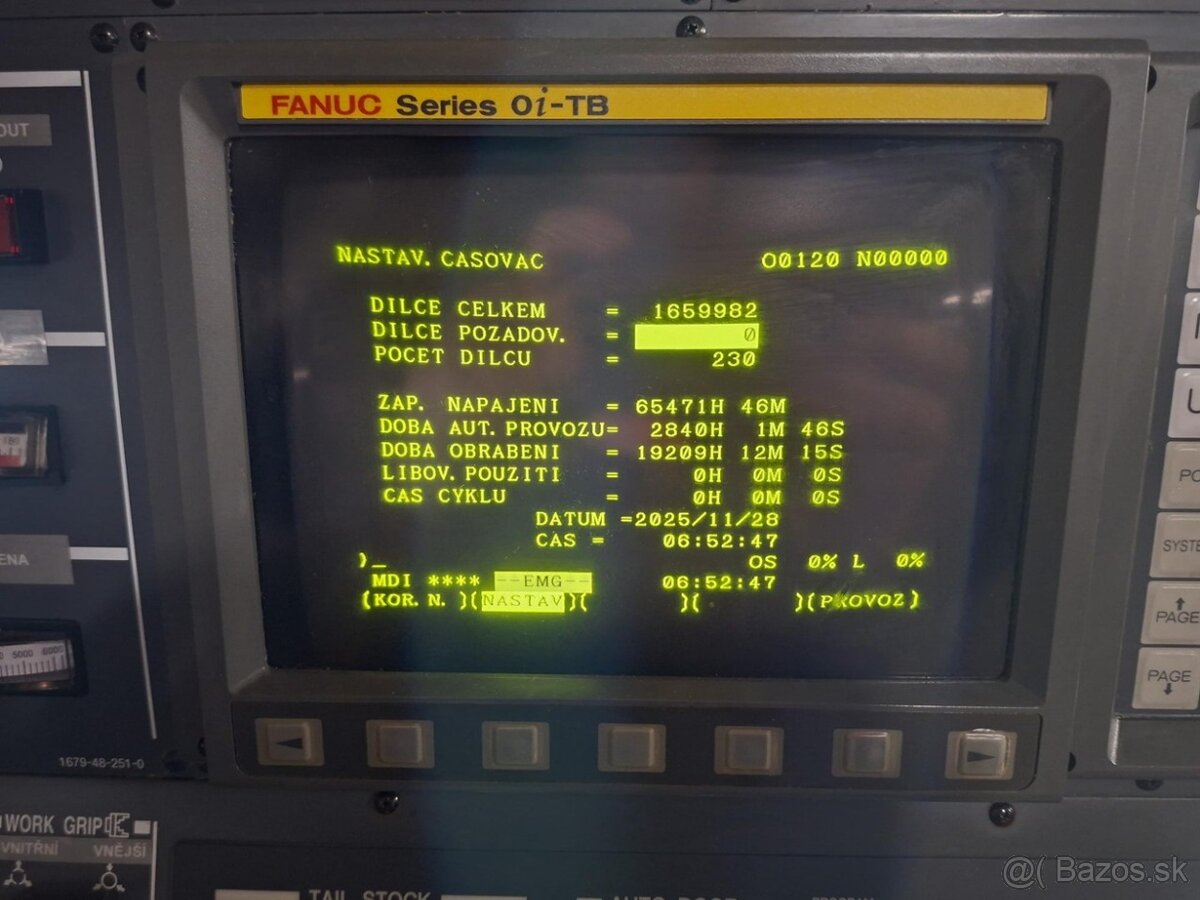 OUT
FANUC Series 0i-TB
NASTAV. CASOVAC O0120 N00000
DILCE CELKEM = 1659982
DILCE POZADOV. = 0
POCET DILCU = 230
ZAP. NAPAJENI = 65471H 46M
DOBA AUT. PROVOZU= 2840H 1M 46S
DOBA OBRABENI = 19209H 12M 15S
LIBOV. POUZITI = 0H 0M 0S
CAS CYKLU = 0H 0M 0S
DATUM =2025/11/28
CAS = 06:52:47
)_ OS 0% L 0%
MDI **** --EMG-- 06:52:47
(KOR. N. )(NASTAV)( )( )(PROVOZ)
ENA
5000 6000
PO
SYSTE
PAGE
PAGE
1679-48-251-0
WORK GRIP
VNITŘNÍ VNĚJŠÍ
TAIL STOCK
AUTO DOOR
@( Bazos.sk